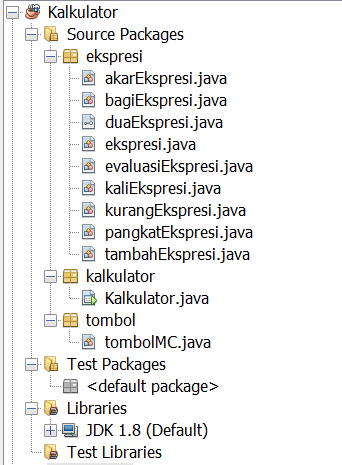 Kalkulator
Source Packages
ekspresi
akarEkspresi.java
bagiEkspresi.java
duaEkspresi.java
ekspresi.java
evaluasiEkspresi.java
kaliEkspresi.java
kurangEkspresi.java
pangkatEkspresi.java
tambahEkspresi.java
kalkulator
Kalkulator.java
tombol
tombolMC.java
Test Packages
<default package>
Libraries
JDK 1.8 (Default)
Test Libraries